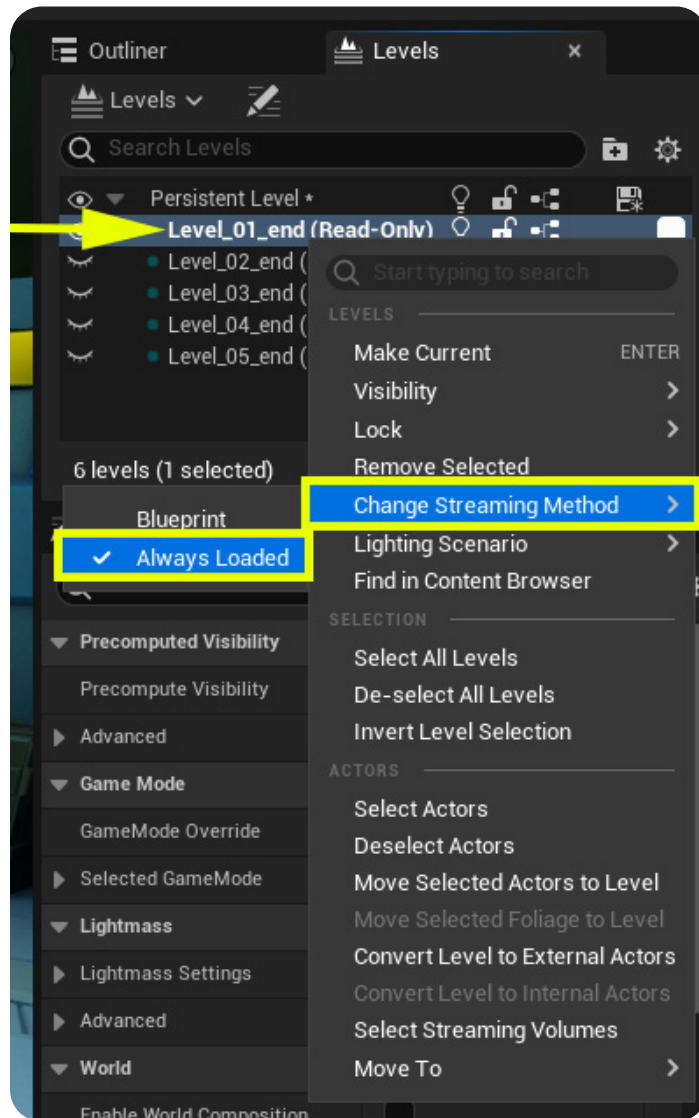 Outliner
Levels
Levels
Search Levels
Persistent Level *
Level_01_end (Read-Only)
Level_02_end (
Level_03_end (
Level_04_end (
Level_05_end (
6 levels (1 selected)
Start typing to search
LEVELS
Make Current ENTER
Visibility
Lock
Remove Selected
Change Streaming Method
Blueprint
Always Loaded
Lighting Scenario
Find in Content Browser
SELECTION
Select All Levels
De-select All Levels
Invert Level Selection
ACTORS
Select Actors
Deselect Actors
Move Selected Actors to Level
Move Selected Foliage to Level
Convert Level to External Actors
Convert Level to Internal Actors
Select Streaming Volumes
Move To
Precomputed Visibility
Precompute Visibility
Advanced
Game Mode
GameMode Override
Selected GameMode
Lightmass
Lightmass Settings
Advanced
World
Enable World Composition